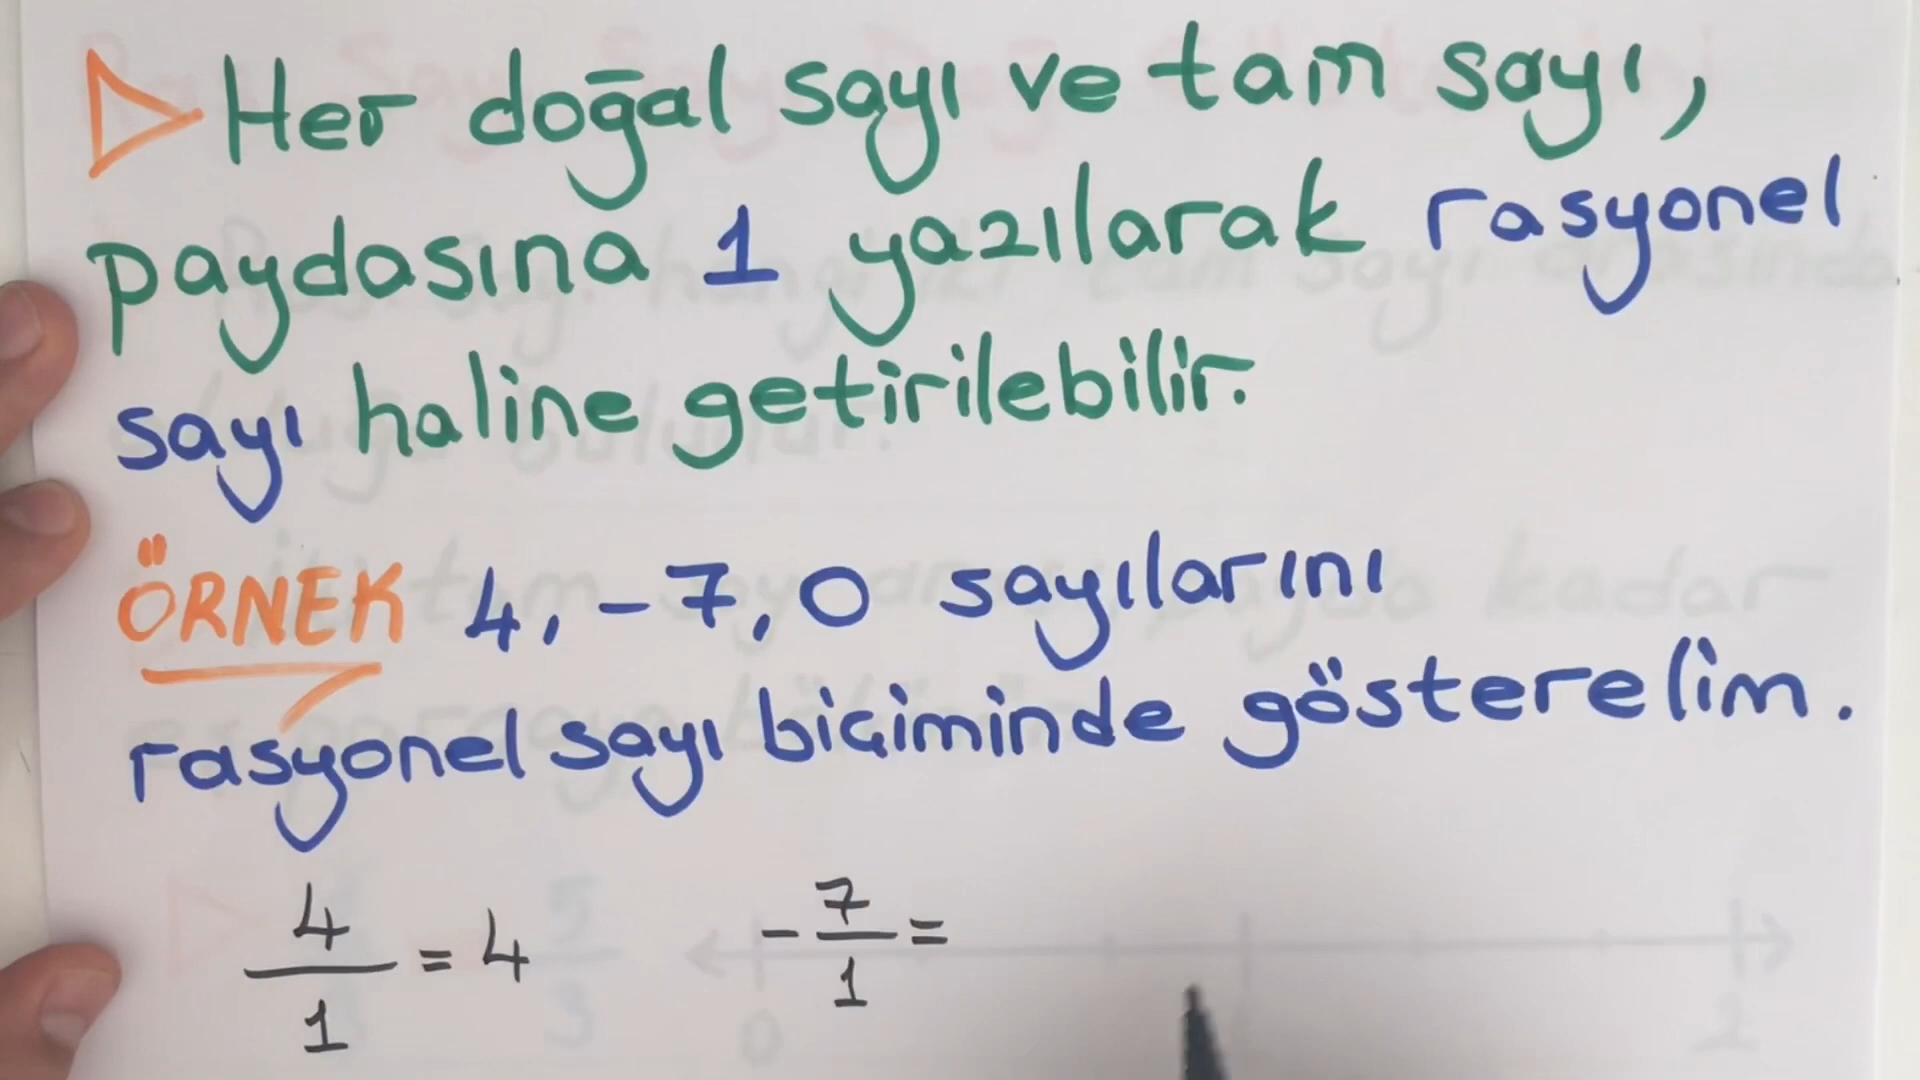 Her doğal sayı ve tam sayı,
paydasına 1 yazılarak rasyonel
sayı haline getirilebilir.
ÖRNEK 4, -7, 0 sayılarını
rasyonel sayı biçiminde gösterelim.
4/1 = 4 -7/1 =